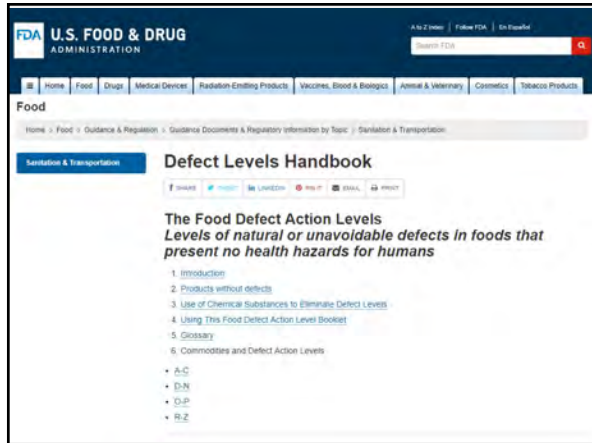 A to Z Index | Follow FDA | En Español
FDA U.S. FOOD & DRUG
ADMINISTRATION
Search FDA
Home Food Drugs Medical Devices Radiation-Emitting Products Vaccines, Blood & Biologics Animal & Veterinary Cosmetics Tobacco Products
Food
Home > Food > Guidance & Regulation > Guidance Documents & Regulatory Information by Topic > Sanitation & Transportation
Sanitation & Transportation
Defect Levels Handbook
SHARE TWEET LINKEDIN PIN IT EMAIL PRINT
The Food Defect Action Levels
Levels of natural or unavoidable defects in foods that
present no health hazards for humans
1. Introduction
2. Products without defects
3. Use of Chemical Substances to Eliminate Defect Levels
4. Using This Food Defect Action Level Booklet
5. Glossary
6. Commodities and Defect Action Levels
• A-C
• D-N
• O-P
• R-Z